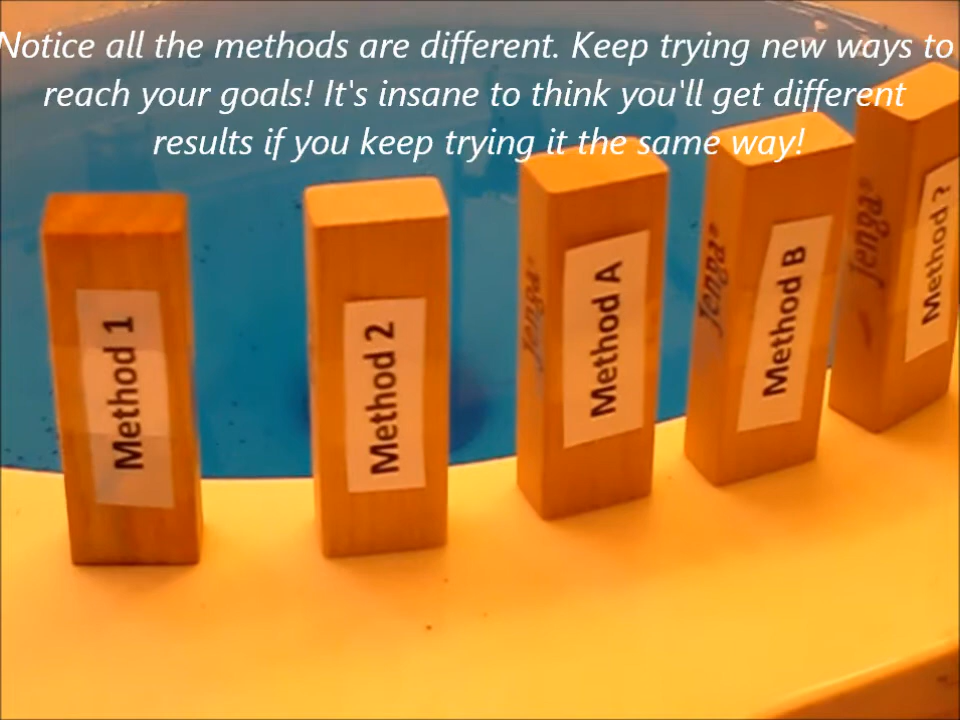 Notice all the methods are different. Keep trying new ways to
reach your goals! It's insane to think you'll get different
results if you keep trying it the same way!
Method 1
Method 2
Jenga®
Method A
Jenga®
Method B
Jenga®
Method ?